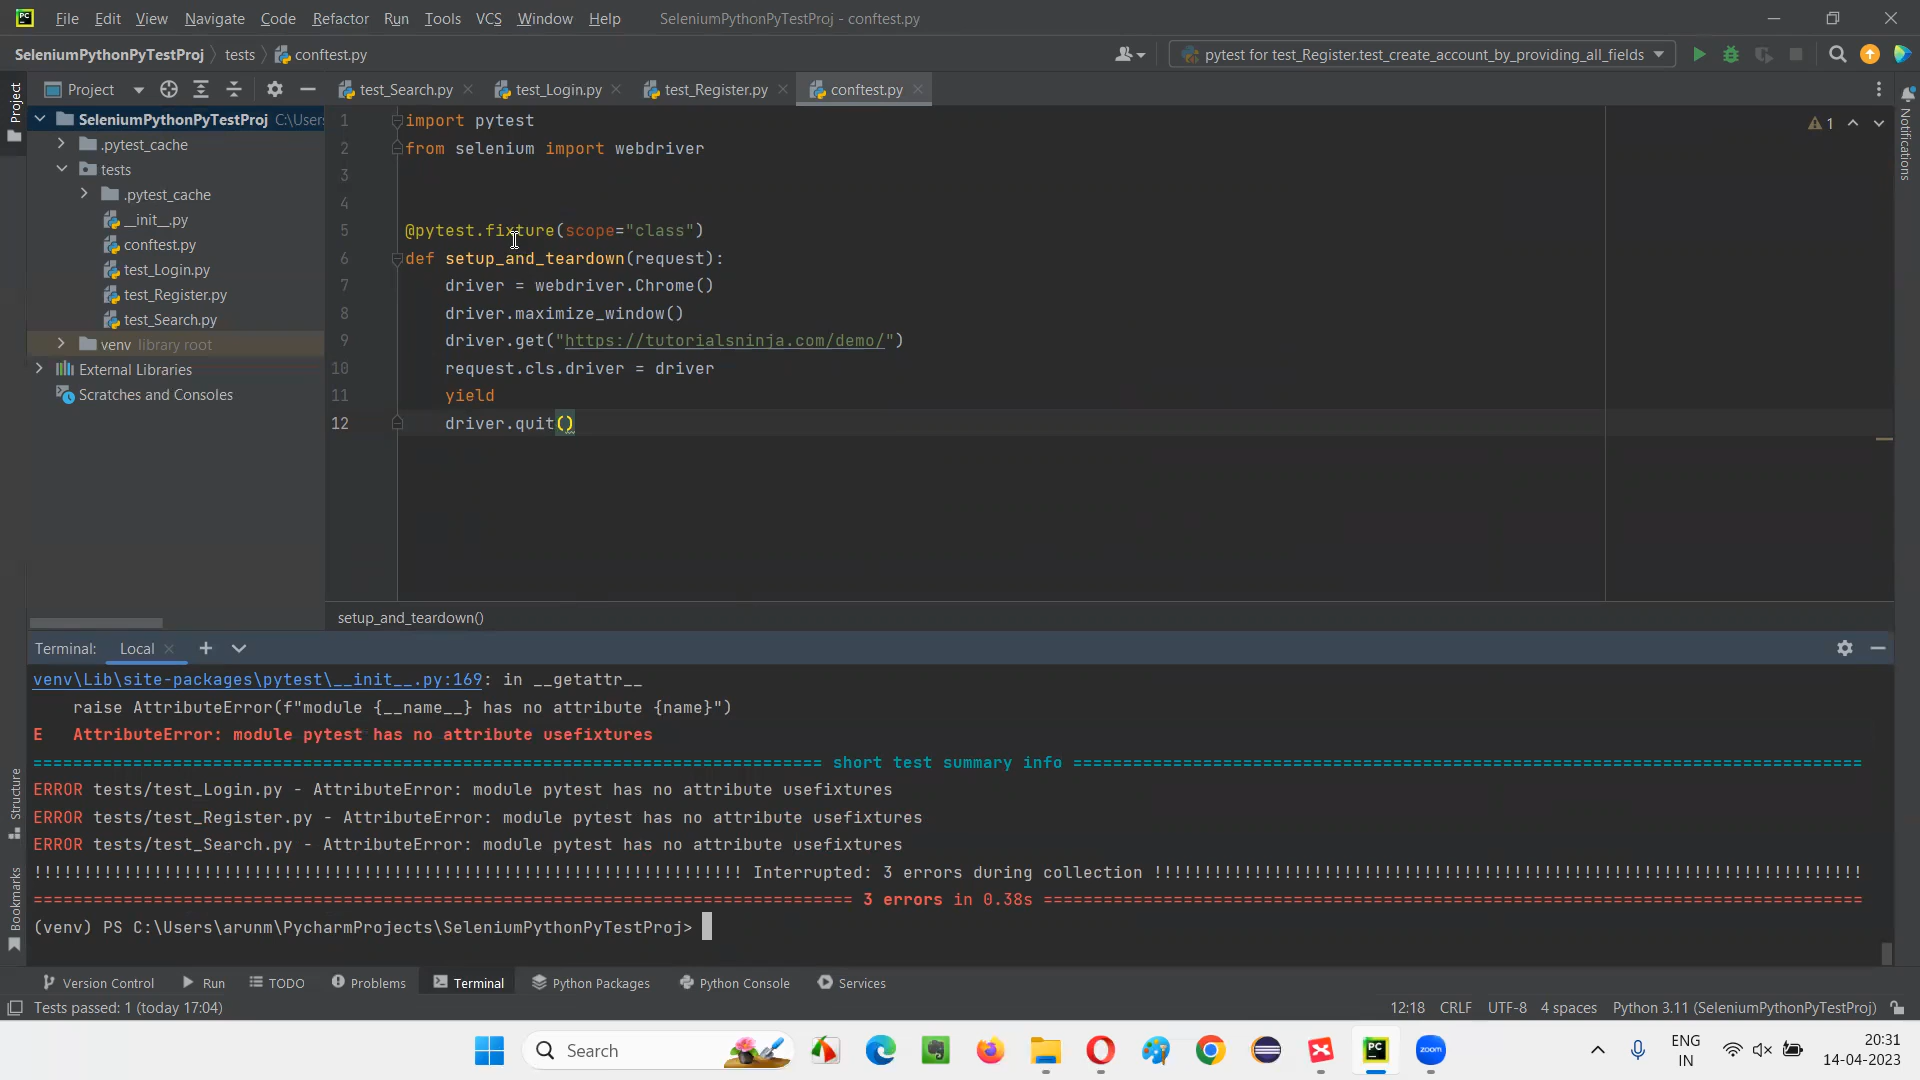 File Edit View Navigate Code Refactor Run Tools VCS Window Help SeleniumPythonPyTestProj - conftest.py
SeleniumPythonPyTestProj tests conftest.py pytest for test_Register.test_create_account_by_providing_all_fields
Project test_Search.py test_Login.py test_Register.py conftest.py
Project
Notifications
SeleniumPythonPyTestProj C:\Users
.pytest_cache
tests
.pytest_cache
__init__.py
conftest.py
test_Login.py
test_Register.py
test_Search.py
venv library root
External Libraries
Scratches and Consoles
1
1 import pytest
2 from selenium import webdriver
3
4
5 @pytest.fixture(scope="class")
6 def setup_and_teardown(request):
7 driver = webdriver.Chrome()
8 driver.maximize_window()
9 driver.get("https://tutorialsninja.com/demo/")
10 request.cls.driver = driver
11 yield
12 driver.quit()
setup_and_teardown()
Terminal: Local
venv\Lib\site-packages\pytest\__init__.py:169: in __getattr__
raise AttributeError(f"module {__name__} has no attribute {name}")
E AttributeError: module pytest has no attribute usefixtures
============================== short test summary info ==============================
ERROR tests/test_Login.py - AttributeError: module pytest has no attribute usefixtures
ERROR tests/test_Register.py - AttributeError: module pytest has no attribute usefixtures
ERROR tests/test_Search.py - AttributeError: module pytest has no attribute usefixtures
!!!!!!!!!!!!!!!!!!!!!!!!!!!!!! Interrupted: 3 errors during collection !!!!!!!!!!!!!!!!!!!!!!!!!!!!!!
============================== 3 errors in 0.38s ==============================
(venv) PS C:\Users\arunm\PycharmProjects\SeleniumPythonPyTestProj>
Structure
Bookmarks
Version Control Run TODO Problems Terminal Python Packages Python Console Services
Tests passed: 1 (today 17:04) 12:18 CRLF UTF-8 4 spaces Python 3.11 (SeleniumPythonPyTestProj)
Search
PC
zoom
ENG
IN
20:31
14-04-2023